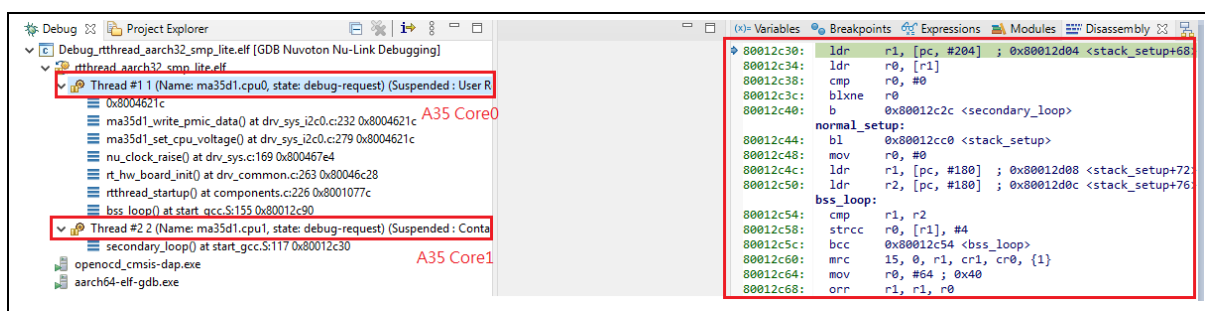 Debug Project Explorer
Debug_rtthread_aarch32_smp_lite.elf [GDB Nuvoton Nu-Link Debugging]
rtthread_aarch32_smp_lite.elf
Thread #1 1 (Name: ma35d1.cpu0, state: debug-request) (Suspended : User R
0x8004621c
A35 Core0
ma35d1_write_pmic_data() at drv_sys_i2c0.c:232 0x8004621c
ma35d1_set_cpu_voltage() at drv_sys_i2c0.c:279 0x8004621c
nu_clock_raise() at drv_sys.c:169 0x800467e4
rt_hw_board_init() at drv_common.c:263 0x80046c28
rtthread_startup() at components.c:226 0x8001077c
bss_loop() at start_gcc.S:155 0x80012c90
Thread #2 2 (Name: ma35d1.cpu1, state: debug-request) (Suspended : Conta
secondary_loop() at start_gcc.S:117 0x80012c30
A35 Core1
openocd_cmsis-dap.exe
aarch64-elf-gdb.exe
(x)= Variables Breakpoints Expressions Modules Disassembly
80012c30: ldr r1, [pc, #204] ; 0x80012d04 <stack_setup+68>
80012c34: ldr r0, [r1]
80012c38: cmp r0, #0
80012c3c: blxne r0
80012c40: b 0x80012c2c <secondary_loop>
normal_setup:
80012c44: bl 0x80012cc0 <stack_setup>
80012c48: mov r0, #0
80012c4c: ldr r1, [pc, #180] ; 0x80012d08 <stack_setup+72>
80012c50: ldr r2, [pc, #180] ; 0x80012d0c <stack_setup+76>
bss_loop:
80012c54: cmp r1, r2
80012c58: strcc r0, [r1], #4
80012c5c: bcc 0x80012c54 <bss_loop>
80012c60: mrc 15, 0, r1, cr1, cr0, {1}
80012c64: mov r0, #64 ; 0x40
80012c68: orr r1, r1, r0